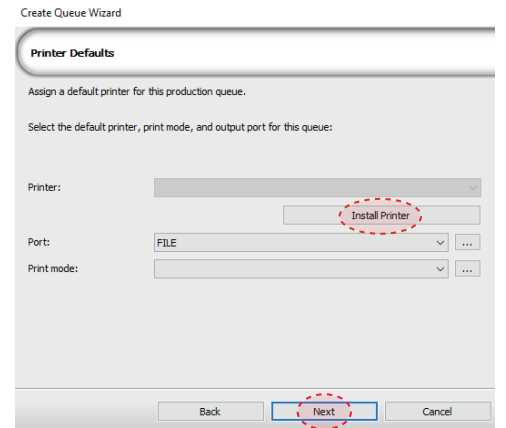 Create Queue Wizard
Printer Defaults
Assign a default printer for this production queue.
Select the default printer, print mode, and output port for this queue:
Printer:
Install Printer
Port: FILE ...
Print mode: ...
Back Next Cancel